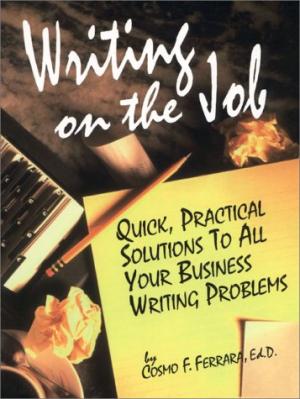 Writing
on the Job
QUICK, PRACTICAL
SOLUTIONS TO ALL
YOUR BUSINESS
WRITING PROBLEMS
by
COSMO F. FERRARA, ED.D.